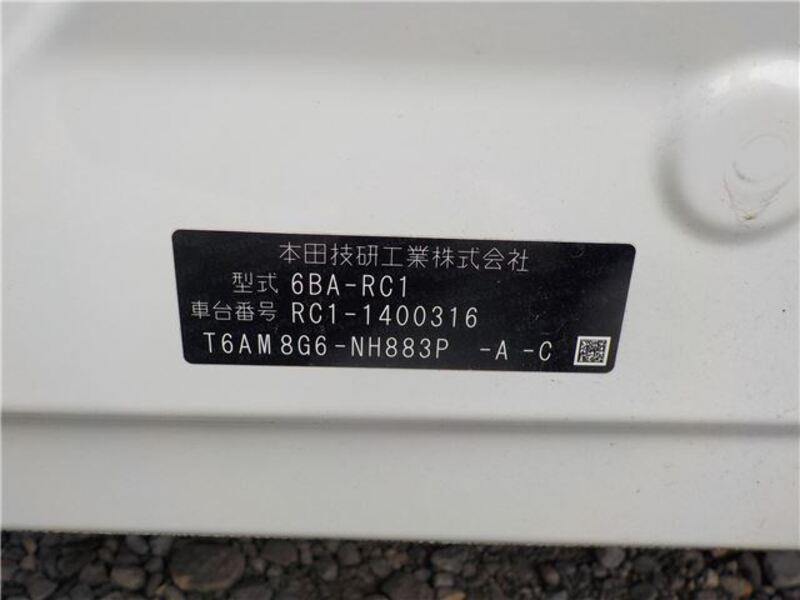 本田技研工業株式会社
型式 6BA-RC1
車台番号 RC1-1400316
T6AM8G6-NH883P -A -C